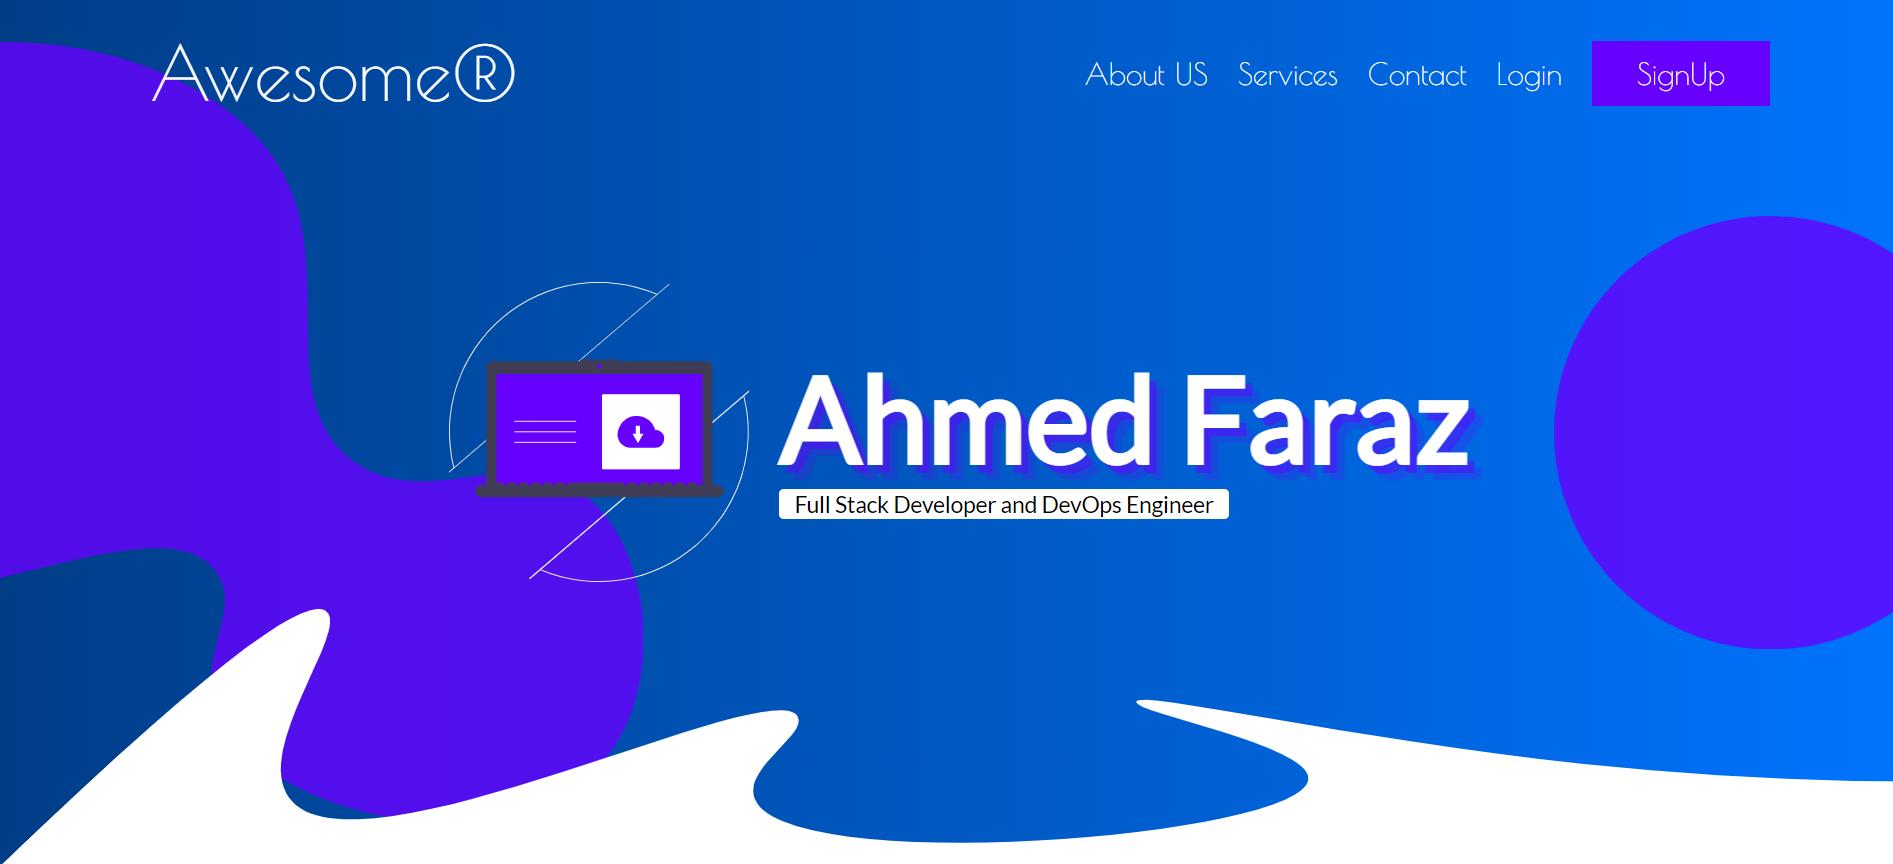 Awesome®
About US Services Contact Login SignUp
Ahmed Faraz
Full Stack Developer and DevOps Engineer